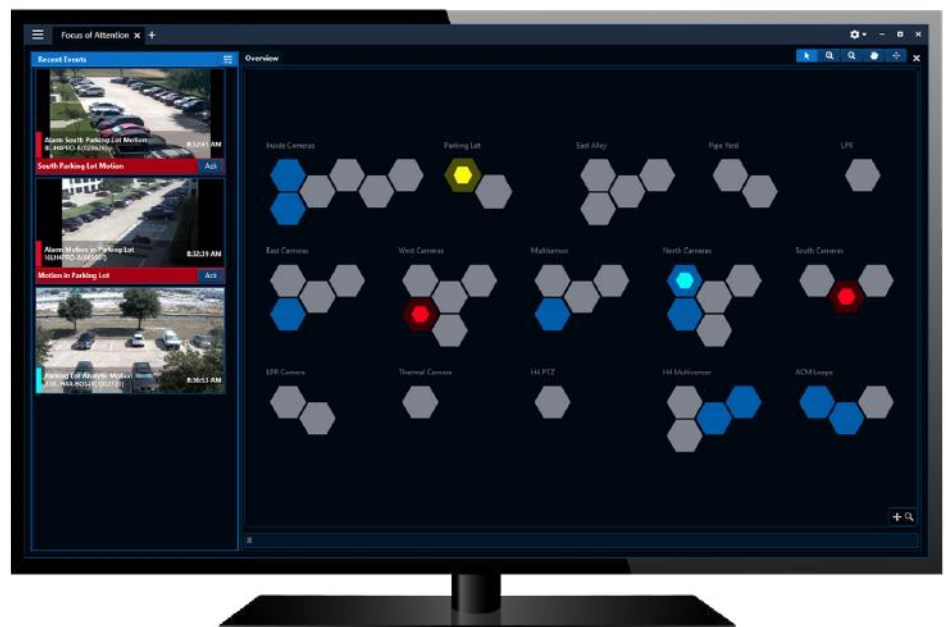 Focus of Attention
Recent Events
Overview
Alarm South Parking Lot Motion
8:32:41 AM
South Parking Lot Motion
Ack
Alarm Motion in Parking Lot
8:32:39 AM
Motion in Parking Lot
Ack
Parking Lot Analytic Motion
8:36:53 AM
Inside Cameras
Parking Lot
East Alley
Pipe Yard
LPR
East Cameras
West Cameras
Multisensor
North Cameras
South Cameras
LPR Camera
Thermal Camera
H4 PTZ
H4 Multisensor
ACM Loops